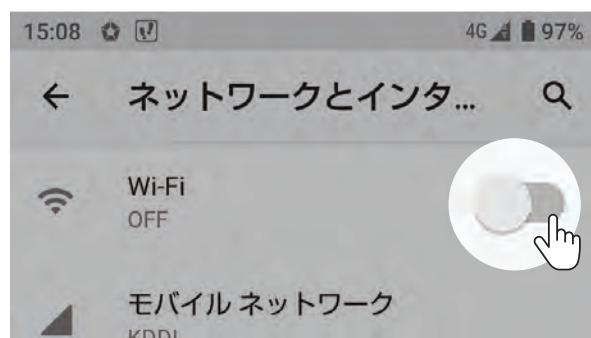 15:08 4G 97%
ネットワークとインタ...
Wi-Fi
OFF
モバイル ネットワーク
KDDI